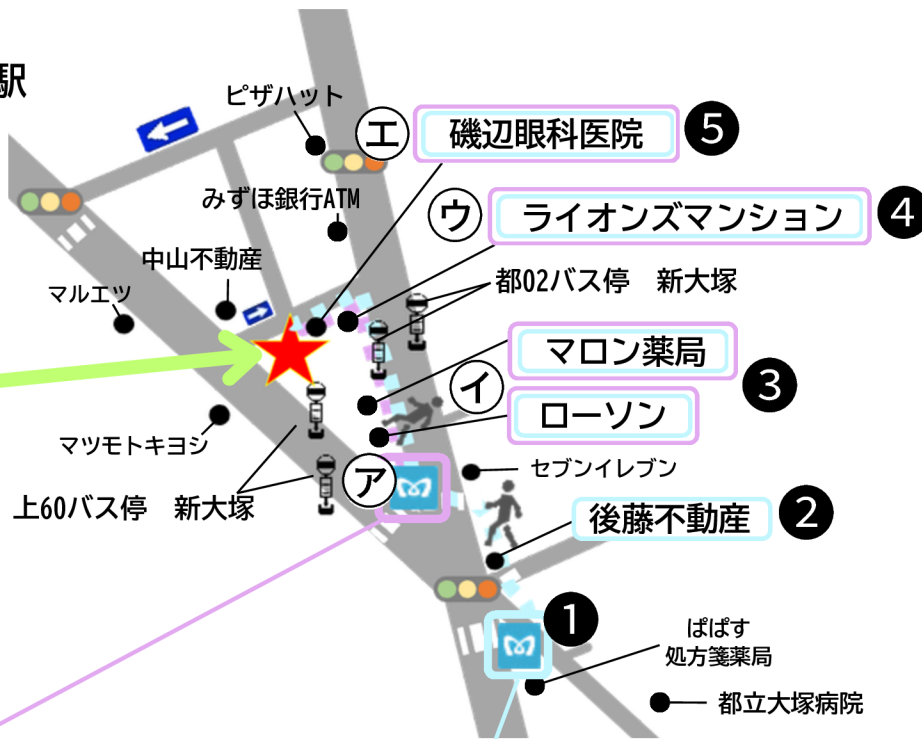 駅
ピザハット
エ
磯辺眼科医院
5
みずほ銀行ATM
ウ
ライオンズマンション
4
中山不動産
都02バス停 新大塚
マルエツ
マロン薬局
イ
3
ローソン
マツモトキヨシ
セブンイレブン
ア
上60バス停 新大塚
後藤不動産
2
1
ぱぱす
処方箋薬局
都立大塚病院